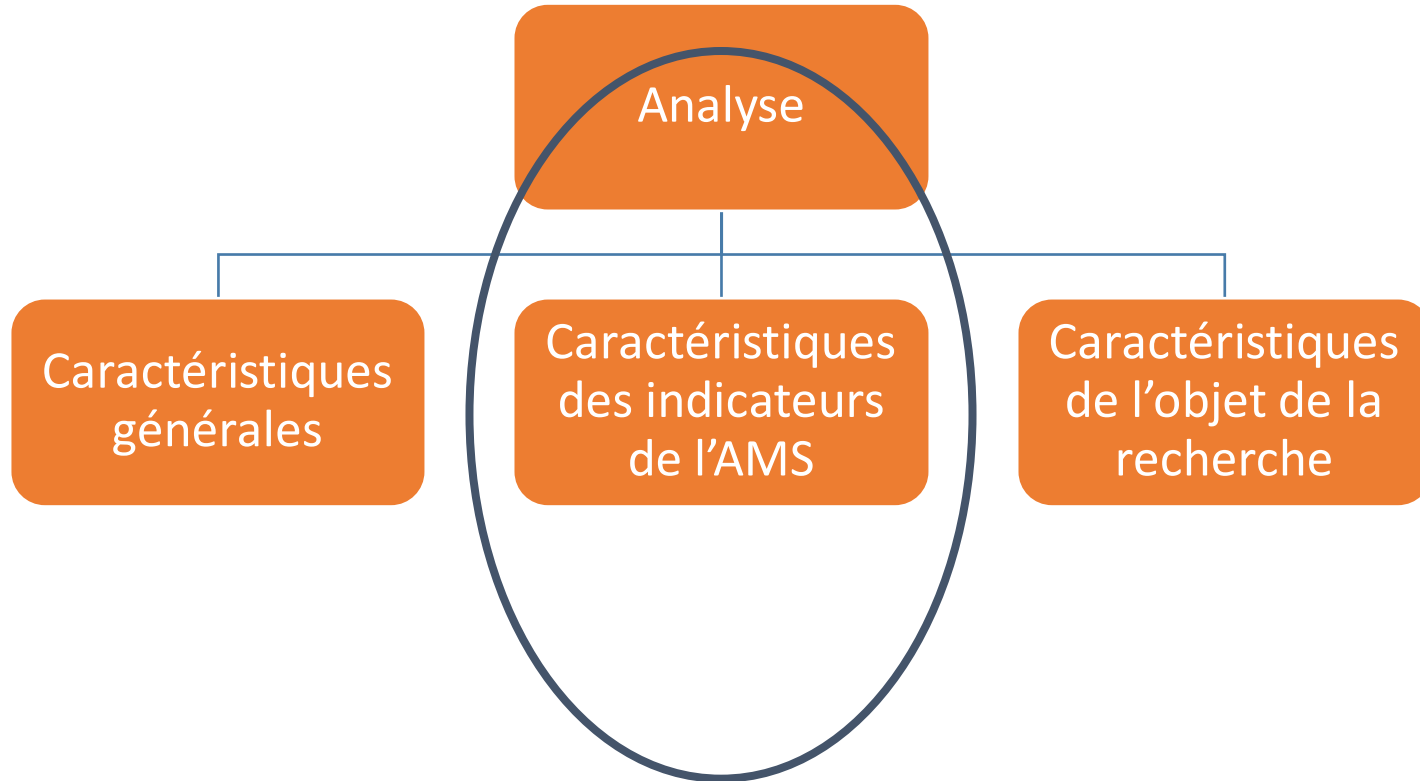 Analyse
Caractéristiques
générales
Caractéristiques
des indicateurs
de l’AMS
Caractéristiques
de l’objet de la
recherche